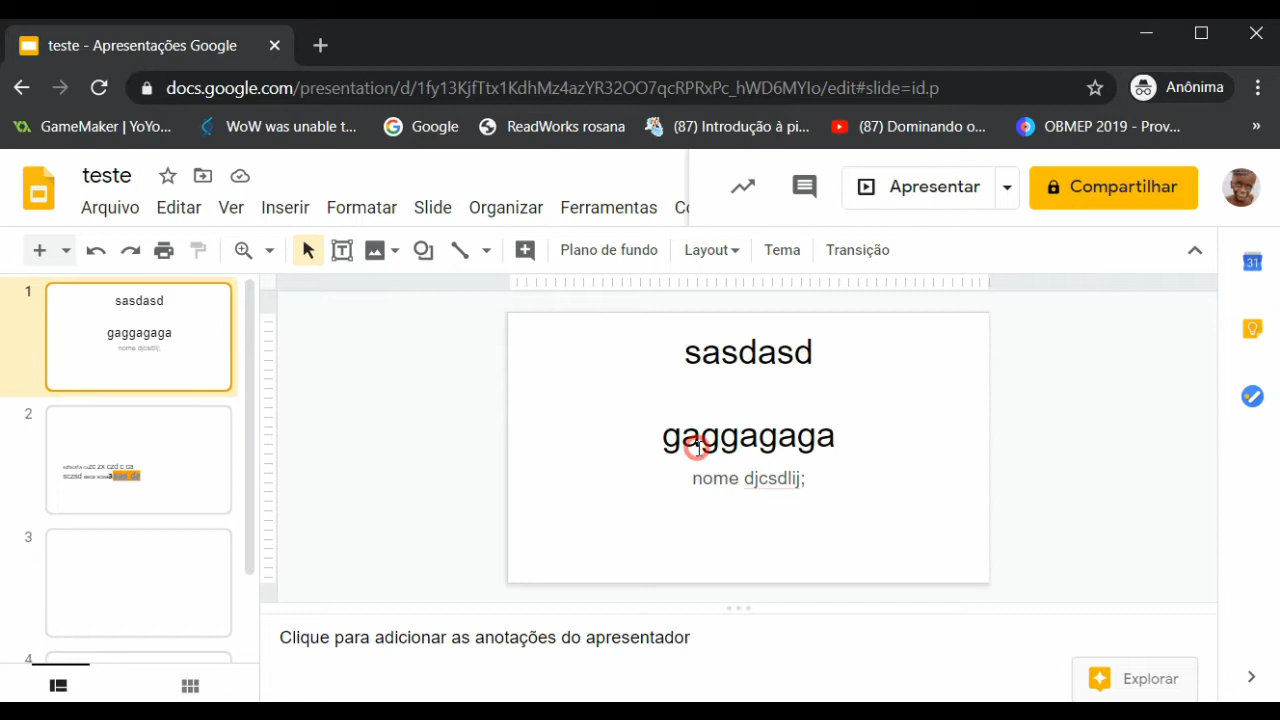 teste - Apresentações Google
docs.google.com/presentation/d/1fy13KjfTtx1KdhMz4azYR32OO7qcRPRxPc_hWD6MYIo/edit#slide=id.p
Anônima
GameMaker | YoYo...
WoW was unable t...
Google
ReadWorks rosana
(87) Introdução à pi...
(87) Dominando o...
OBMEP 2019 - Prov...
»
teste
Apresentar
Compartilhar
Arquivo Editar Ver Inserir Formatar Slide Organizar Ferramentas Co
Plano de fundo Layout Tema Transição
31
1
sasdasd
gaggagaga
2
3
4
sasdasd
gaggagaga
nome djcsdlij;
Clique para adicionar as anotações do apresentador
Explorar